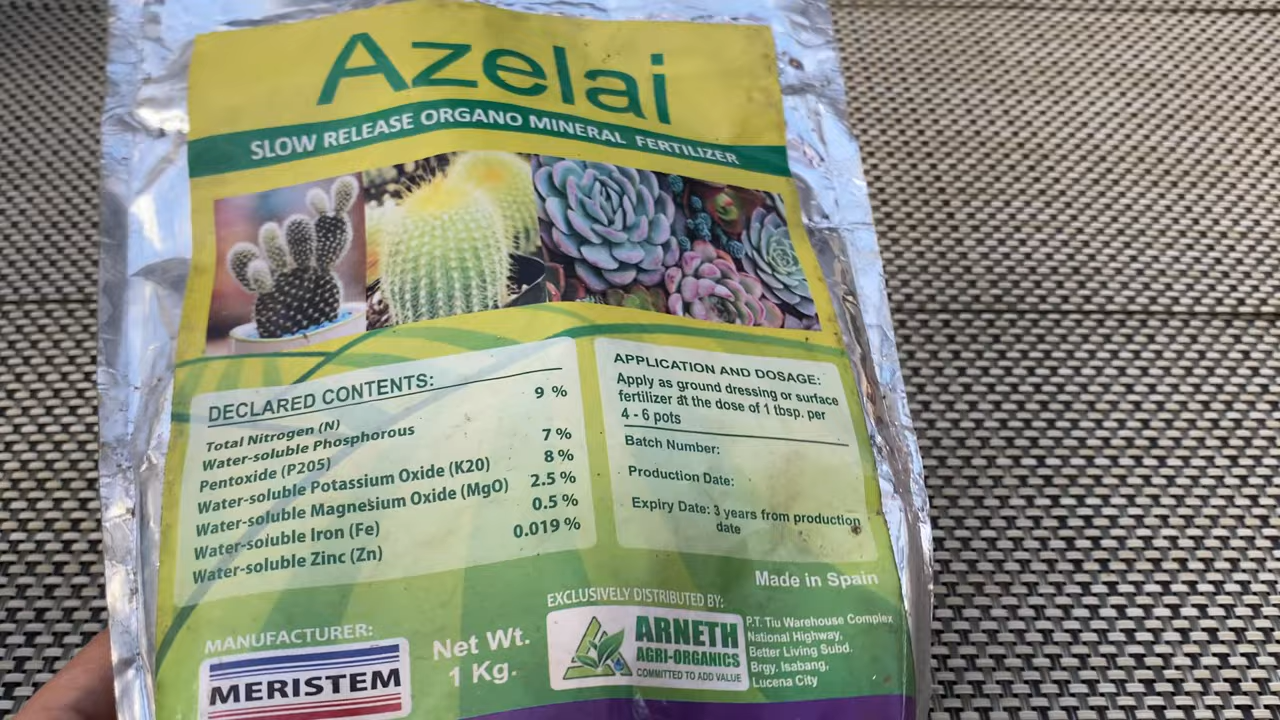 Azelai
SLOW RELEASE ORGANO MINERAL FERTILIZER
DECLARED CONTENTS:
Total Nitrogen (N) 9 %
Water-soluble Phosphorous
Pentoxide (P205) 7 %
Water-soluble Potassium Oxide (K20) 8 %
Water-soluble Magnesium Oxide (MgO) 2.5 %
Water-soluble Iron (Fe) 0.5 %
Water-soluble Zinc (Zn) 0.019 %
APPLICATION AND DOSAGE:
Apply as ground dressing or surface
fertilizer at the dose of 1 tbsp. per
4 - 6 pots
Batch Number:
Production Date:
Expiry Date: 3 years from production
date
Made in Spain
MANUFACTURER:
MERISTEM
Net Wt.
1 Kg.
EXCLUSIVELY DISTRIBUTED BY:
ARNETH
AGRI-ORGANICS
COMMITTED TO ADD VALUE
P.T. Tiu Warehouse Complex
National Highway,
Better Living Subd.
Brgy. Isabang,
Lucena City